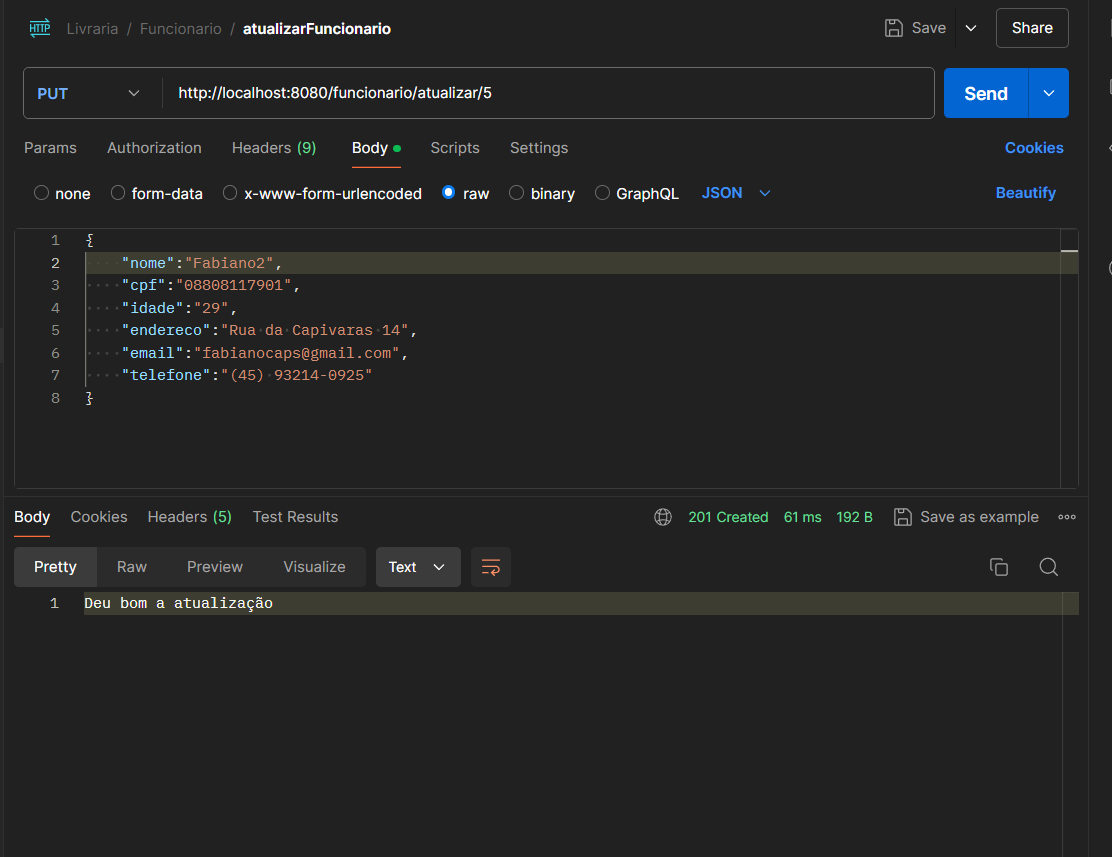 HTTP Livraria / Funcionario / atualizarFuncionario Save Share
PUT http://localhost:8080/funcionario/atualizar/5 Send
Params Authorization Headers (9) Body Scripts Settings Cookies
none form-data x-www-form-urlencoded raw binary GraphQL JSON Beautify
1 {
2 "nome":"Fabiano2",
3 "cpf":"08808117901",
4 "idade":"29",
5 "endereco":"Rua da Capivaras 14",
6 "email":"fabianocaps@gmail.com",
7 "telefone":"(45) 93214-0925"
8 }
Body Cookies Headers (5) Test Results 201 Created 61 ms 192 B Save as example
Pretty Raw Preview Visualize Text
1 Deu bom a atualização